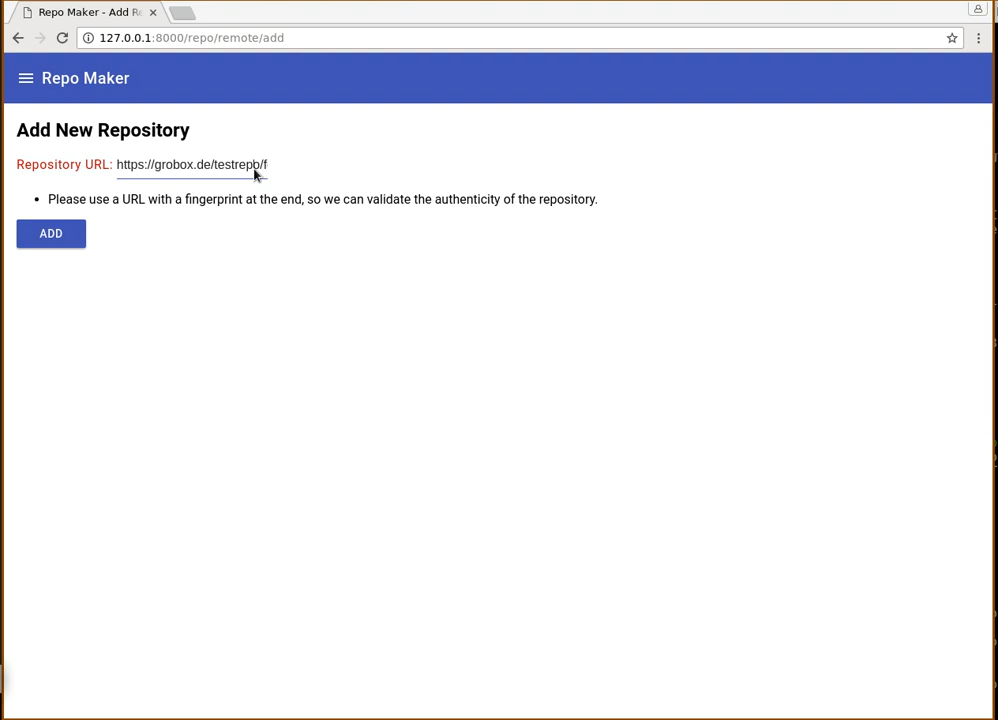 Repo Maker - Add Re
127.0.0.1:8000/repo/remote/add
Repo Maker
Add New Repository
Repository URL: https://grobox.de/testrepo/f
Please use a URL with a fingerprint at the end, so we can validate the authenticity of the repository.
ADD